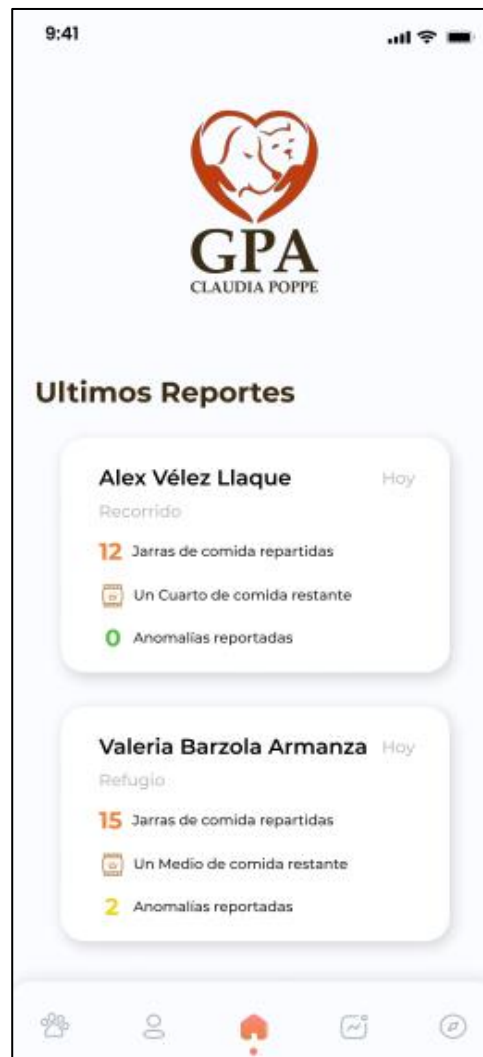 9:41
GPA
CLAUDIA POPPE
Ultimos Reportes
Alex Vélez Llaque Hoy
Recorrido
12 Jarras de comida repartidas
Un Cuarto de comida restante
0 Anomalías reportadas
Valeria Barzola Armanza Hoy
Refugio
15 Jarras de comida repartidas
Un Medio de comida restante
2 Anomalías reportadas